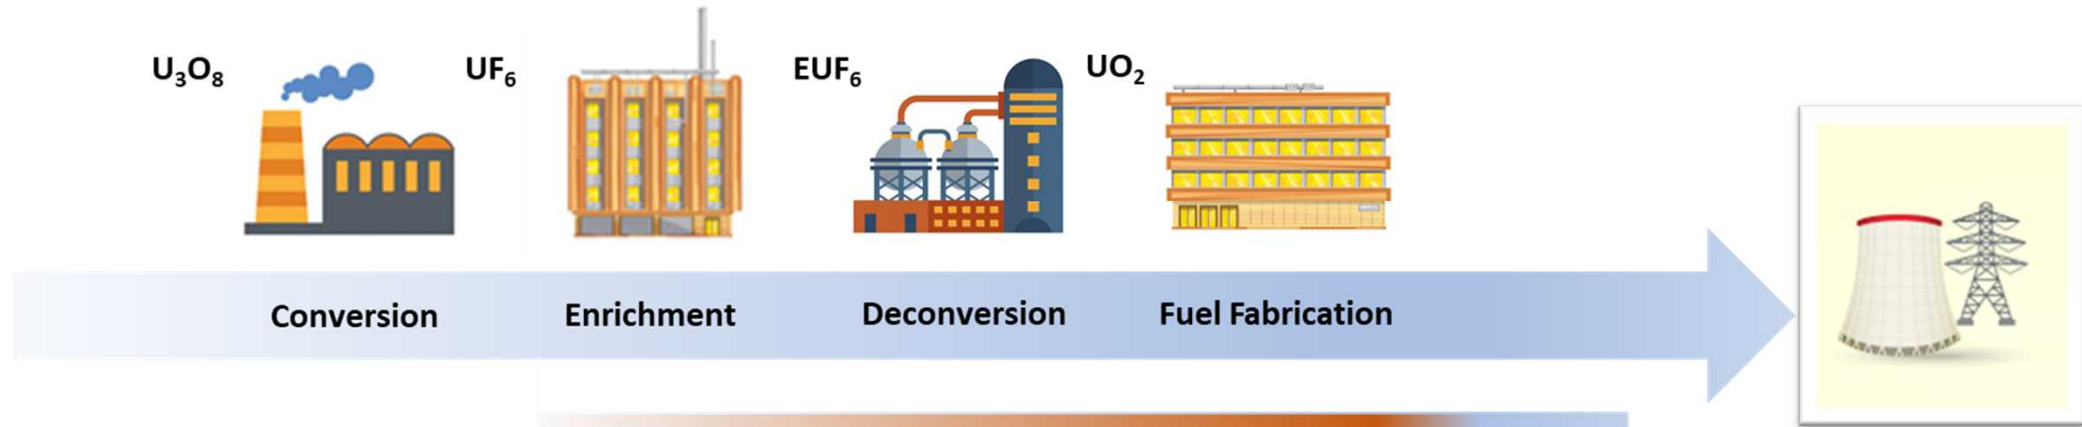 U₃O₈ UF₆ EUF₆ UO₂
Conversion Enrichment Deconversion Fuel Fabrication